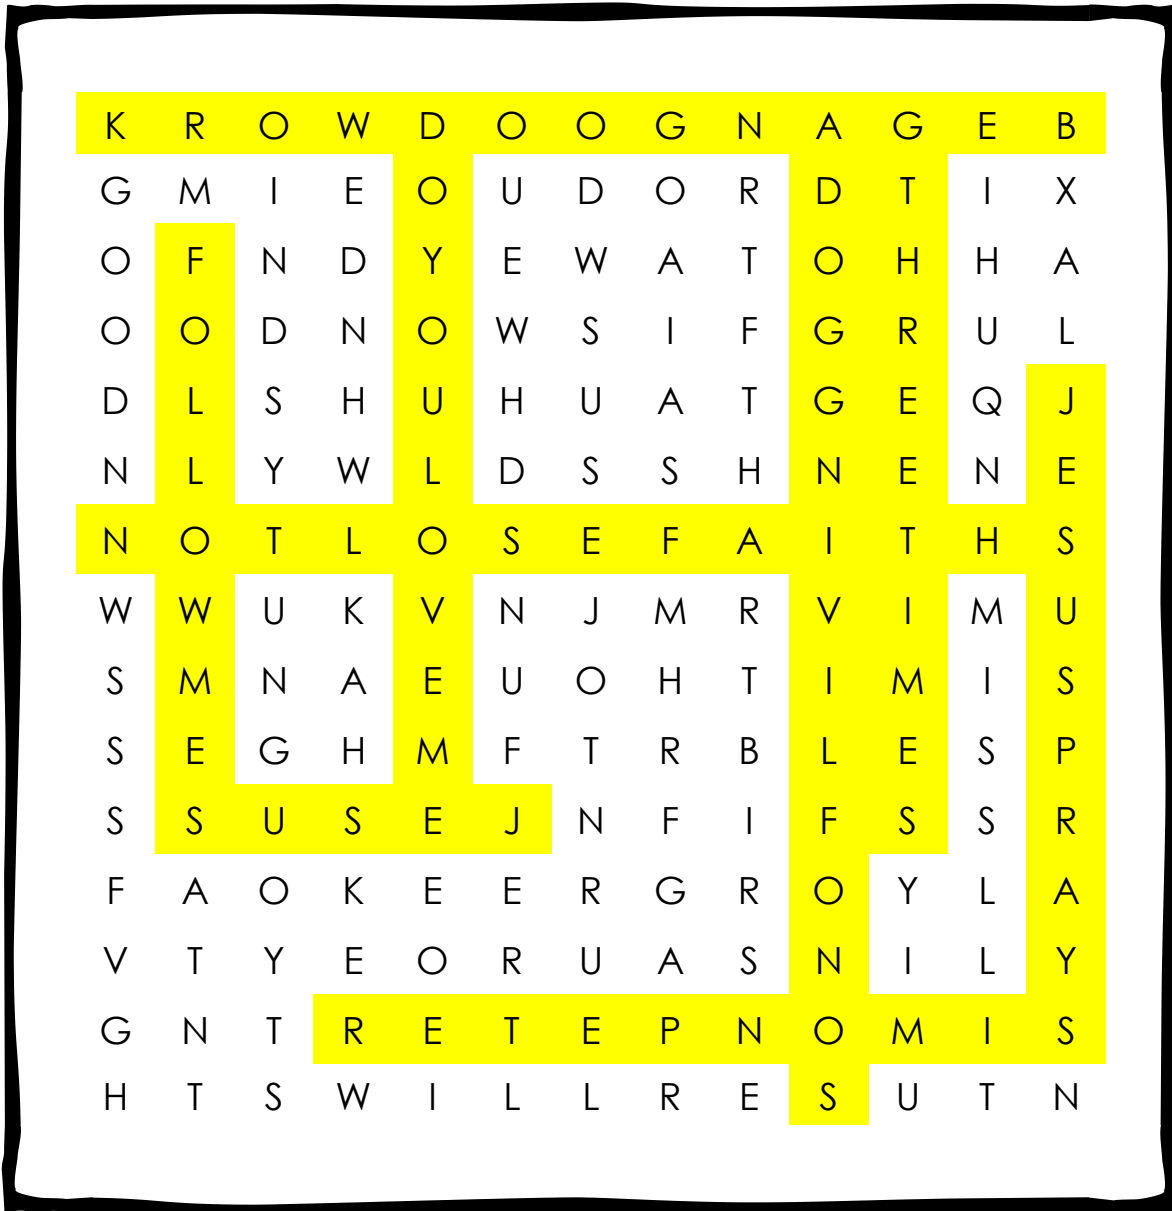 K R O W D O O G N A G E B
G M I E O U D O R D T I X
O F N D Y E W A T O H H A
O O D N O W S I F G R U L
D L S H U H U A T G E Q J
N L Y W L D S S H N E N E
N O T L O S E F A I T H S
W W U K V N J M R V I M U
S M N A E U O H T I M I S
S E G H M F T R B L E S P
S S U S E J N F I F S S R
F A O K E E R G R O Y L A
V T Y E O R U A S N I L Y
G N T R E T E P N O M I S
H T S W I L L R E S U T N